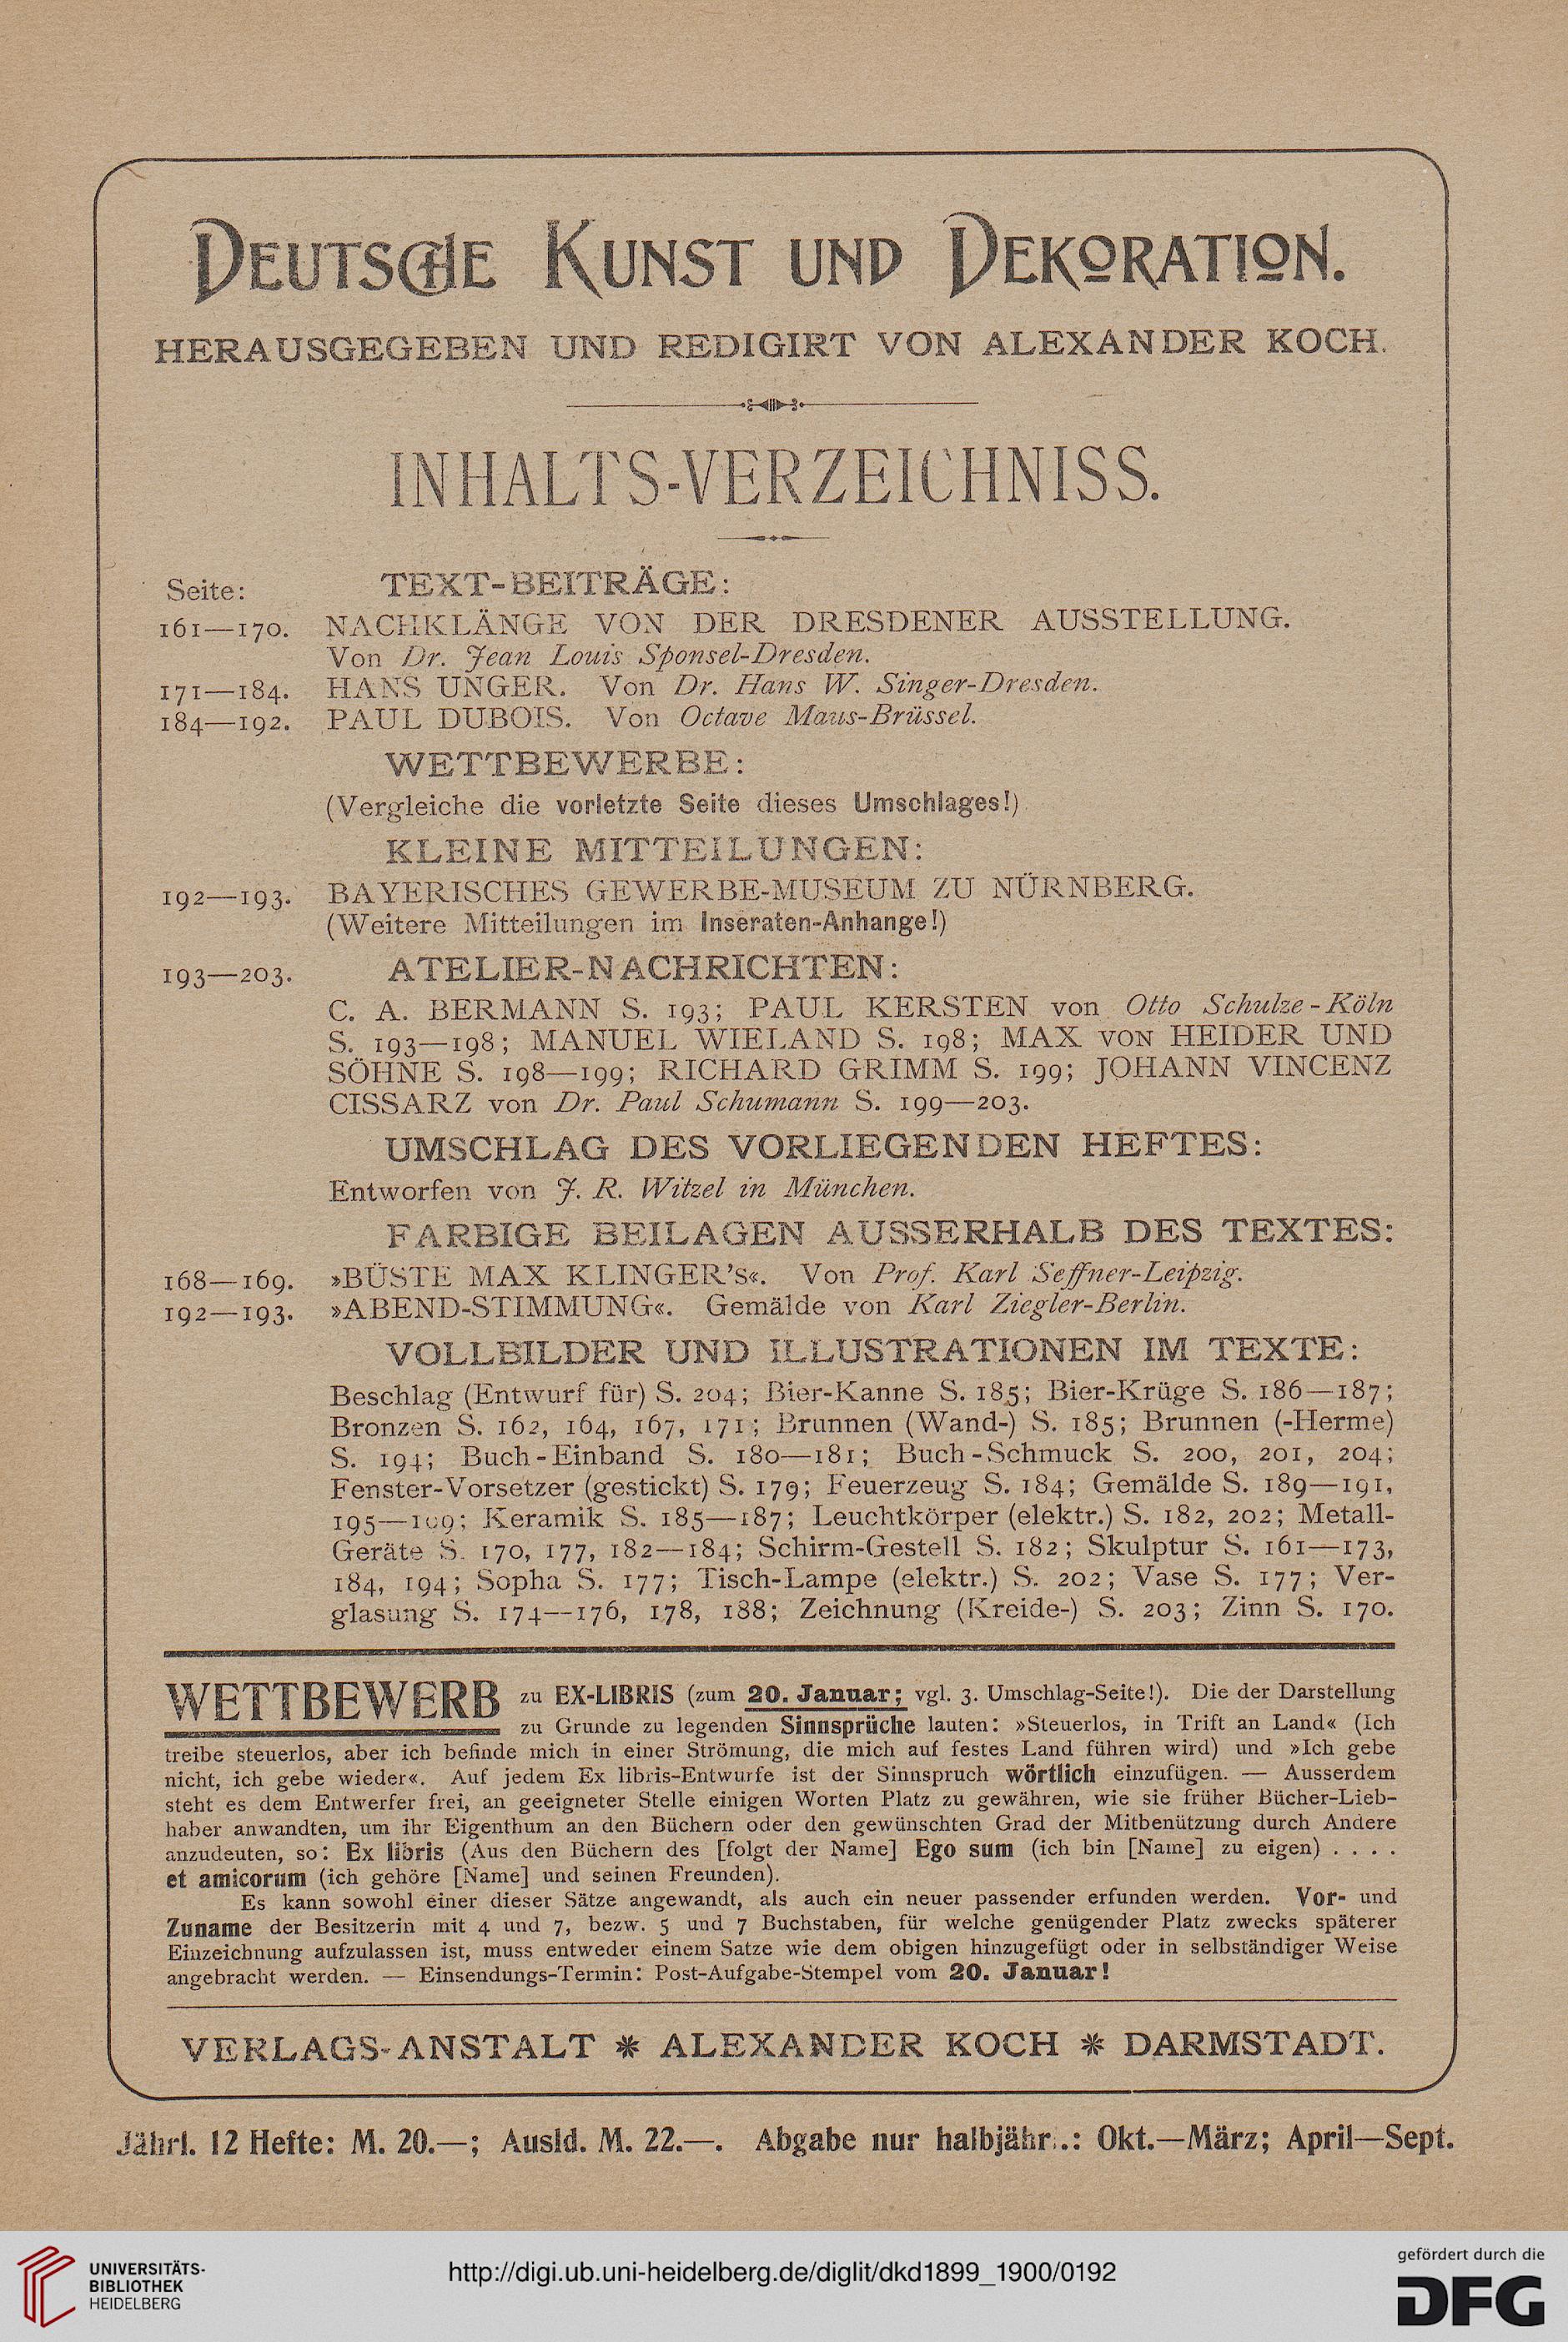 DEUTSCHE KUNST UND DEKORATION.
HERAUSGEGEBEN UND REDIGIRT VON ALEXANDER KOCH.
INHALTS-VERZEICHNISS.
Seite: TEXT-BEITRÄGE:
161—170. NACHKLÄNGE VON DER DRESDENER AUSSTELLUNG.
Von Dr. Jean Louis Sponsel-Dresden.
171—184. HANS UNGER. Von Dr. Hans W. Singer-Dresden.
184—192. PAUL DUBOIS. Von Octave Maus-Brüssel.
WETTBEWERBE:
(Vergleiche die vorletzte Seite dieses Umschlages!)
KLEINE MITTEILUNGEN:
192—193. BAYERISCHES GEWERBE-MUSEUM ZU NÜRNBERG.
(Weitere Mitteilungen im Inseraten-Anhange!)
193—203. ATELIER-NACHRICHTEN:
C. A. BERMANN S. 193; PAUL KERSTEN von Otto Schulze-Köln
S. 193—198; MANUEL WIELAND S. 198; MAX VON HEIDER UND
SÖHNE S. 198—199; RICHARD GRIMM S. 199; JOHANN VINCENZ
CISSARZ von Dr. Paul Schumann S. 199—203.
UMSCHLAG DES VORLIEGENDEN HEFTES:
Entworfen von J. R. Witzel in München.
FARBIGE BEILAGEN AUSSERHALB DES TEXTES:
168—169. »BÜSTE MAX KLINGER'S«. Von Prof. Karl Seffner-Leipzig.
192—193. »ABEND-STIMMUNG«. Gemälde von Karl Ziegler-Berlin.
VOLLBILDER UND ILLUSTRATIONEN IM TEXTE:
Beschlag (Entwurf für) S. 204; Bier-Kanne S. 185; Bier-Krüge S. 186—187;
Bronzen S. 162, 164, 167, 171; Brunnen (Wand-) S. 185; Brunnen (-Herme)
S. 194; Buch-Einband S. 180—181; Buch-Schmuck S. 200, 201, 204;
Fenster-Vorsetzer (gestickt) S. 179; Feuerzeug S. 184; Gemälde S. 189—191,
195—199; Keramik S. 185—187; Leuchtkörper (elektr.) S. 182, 202; Metall-
Geräte S. 170, 177, 182—184; Schirm-Gestell S. 182; Skulptur S. 161—173,
184, 194; Sopha S. 177; Tisch-Lampe (elektr.) S. 202; Vase S. 177; Ver-
glasung S. 174—176, 178, 188; Zeichnung (Kreide-) S. 203; Zinn S. 170.
WETTBEWERB zu EX-LIBRIS (zum 20. Januar; vgl. 3. Umschlag-Seite!). Die der Darstellung
zu Grunde zu legenden Sinnsprüche lauten: »Steuerlos, in Trift an Land« (Ich
treibe steuerlos, aber ich befinde mich in einer Strömung, die mich auf festes Land führen wird) und »Ich gebe
nicht, ich gebe wieder«. Auf jedem Ex libris-Entwurfe ist der Sinnspruch wörtlich einzufügen. — Ausserdem
steht es dem Entwerfer frei, an geeigneter Stelle einigen Worten Platz zu gewähren, wie sie früher Bücher-Lieb-
haber anwandten, um ihr Eigenthum an den Büchern oder den gewünschten Grad der Mitbenützung durch Andere
anzudeuten, so: Ex libris (Aus den Büchern des [folgt der Name] Ego sum (ich bin [Name] zu eigen) . . . .
et amicorum (ich gehöre [Name] und seinen Freunden).
Es kann sowohl einer dieser Sätze angewandt, als auch ein neuer passender erfunden werden. Vor- und
Zuname der Besitzerin mit 4 und 7, bezw. 5 und 7 Buchstaben, für welche genügender Platz zwecks späterer
Einzeichnung aufzulassen ist, muss entweder einem Satze wie dem obigen hinzugefügt oder in selbständiger Weise
angebracht werden. — Einsendungs-Termin: Post-Aufgabe-Stempel vom 20. Januar!
VERLAGS-ANSTALT * ALEXANDER KOCH * DARMSTADT.
Jährl. 12 Hefte: M. 20.—; Ausld. M. 22.—. Abgabe nur halbjähr..: Okt.—März; April—Sept.
UNIVERSITÄTS-
BIBLIOTHEK
HEIDELBERG
http://digi.ub.uni-heidelberg.de/diglit/dkd1899_1900/0192
gefördert durch die
DFG